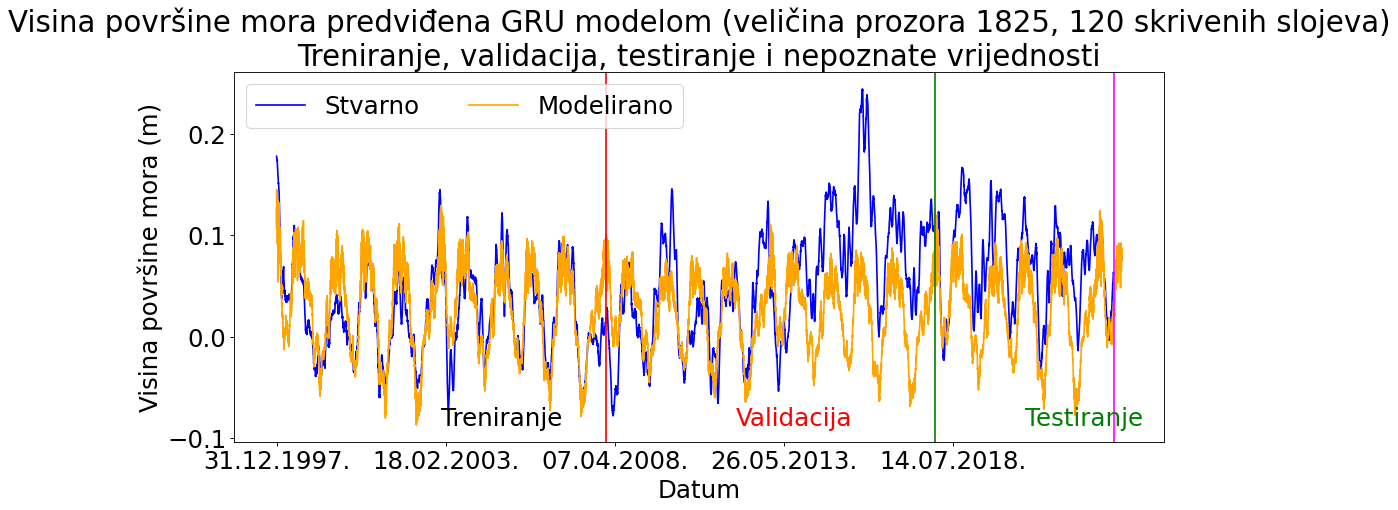 Visina površine mora predviđena GRU modelom (veličina prozora 1825, 120 skrivenih slojeva)
Treniranje, validacija, testiranje i nepoznate vrijednosti
Stvarno
Modelirano
Visina površine mora (m)
0.2
0.1
0.0
−0.1
Treniranje
Validacija
Testiranje
31.12.1997.
18.02.2003.
07.04.2008.
26.05.2013.
14.07.2018.
Datum